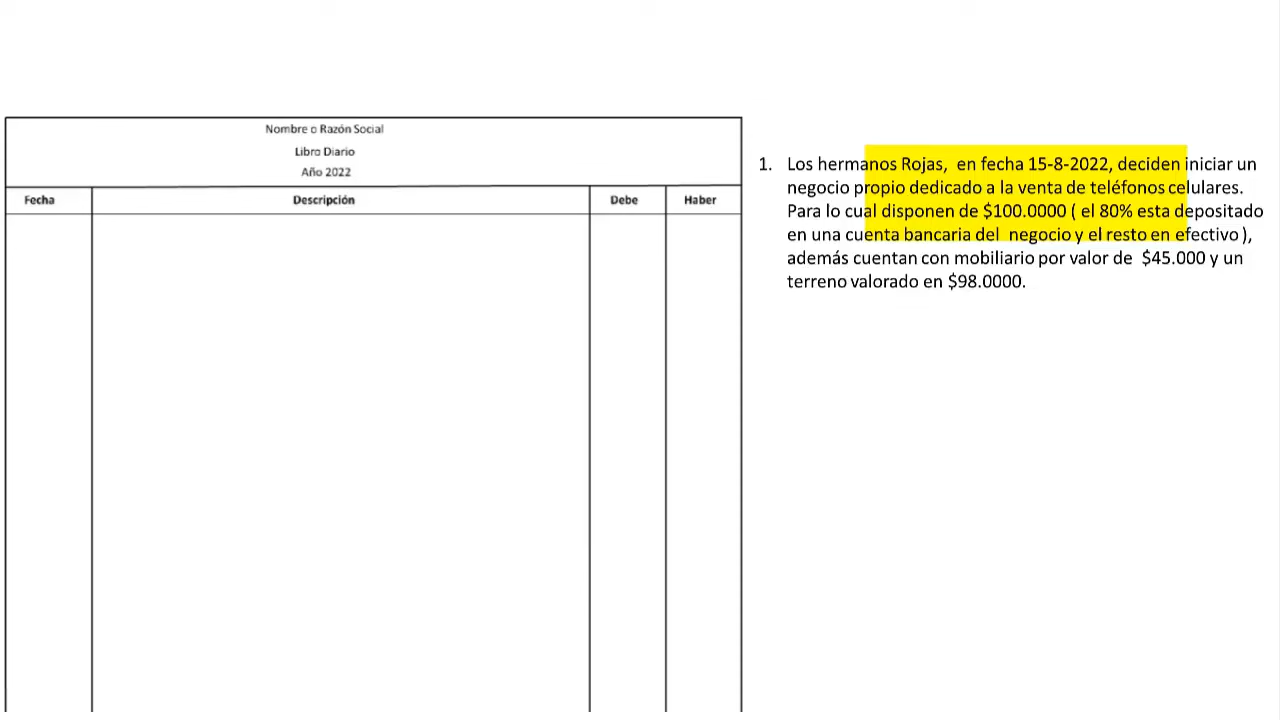 Nombre o Razón Social
Libro Diario
Año 2022
Fecha Descripción Debe Haber
1. Los hermanos Rojas, en fecha 15-8-2022, deciden iniciar un
negocio propio dedicado a la venta de teléfonos celulares.
Para lo cual disponen de $100.0000 ( el 80% esta depositado
en una cuenta bancaria del negocio y el resto en efectivo ),
además cuentan con mobiliario por valor de $45.000 y un
terreno valorado en $98.0000.